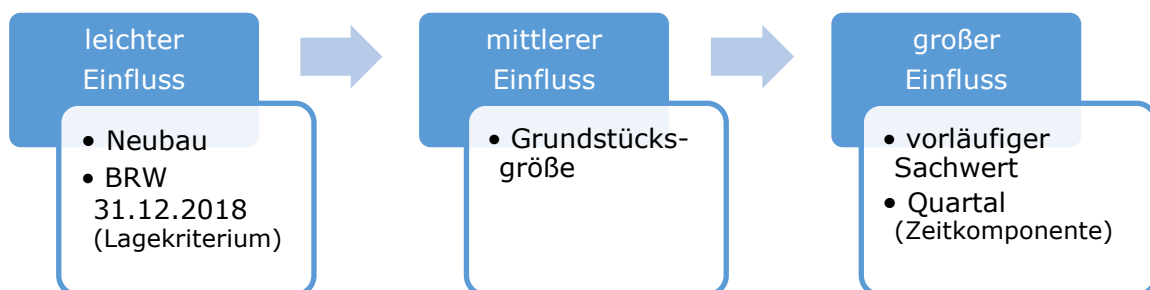 leichter
Einfluss
• Neubau
• BRW
31.12.2018
(Lagekriterium)
mittlerer
Einfluss
• Grundstücks-
größe
großer
Einfluss
• vorläufiger
Sachwert
• Quartal
(Zeitkomponente)